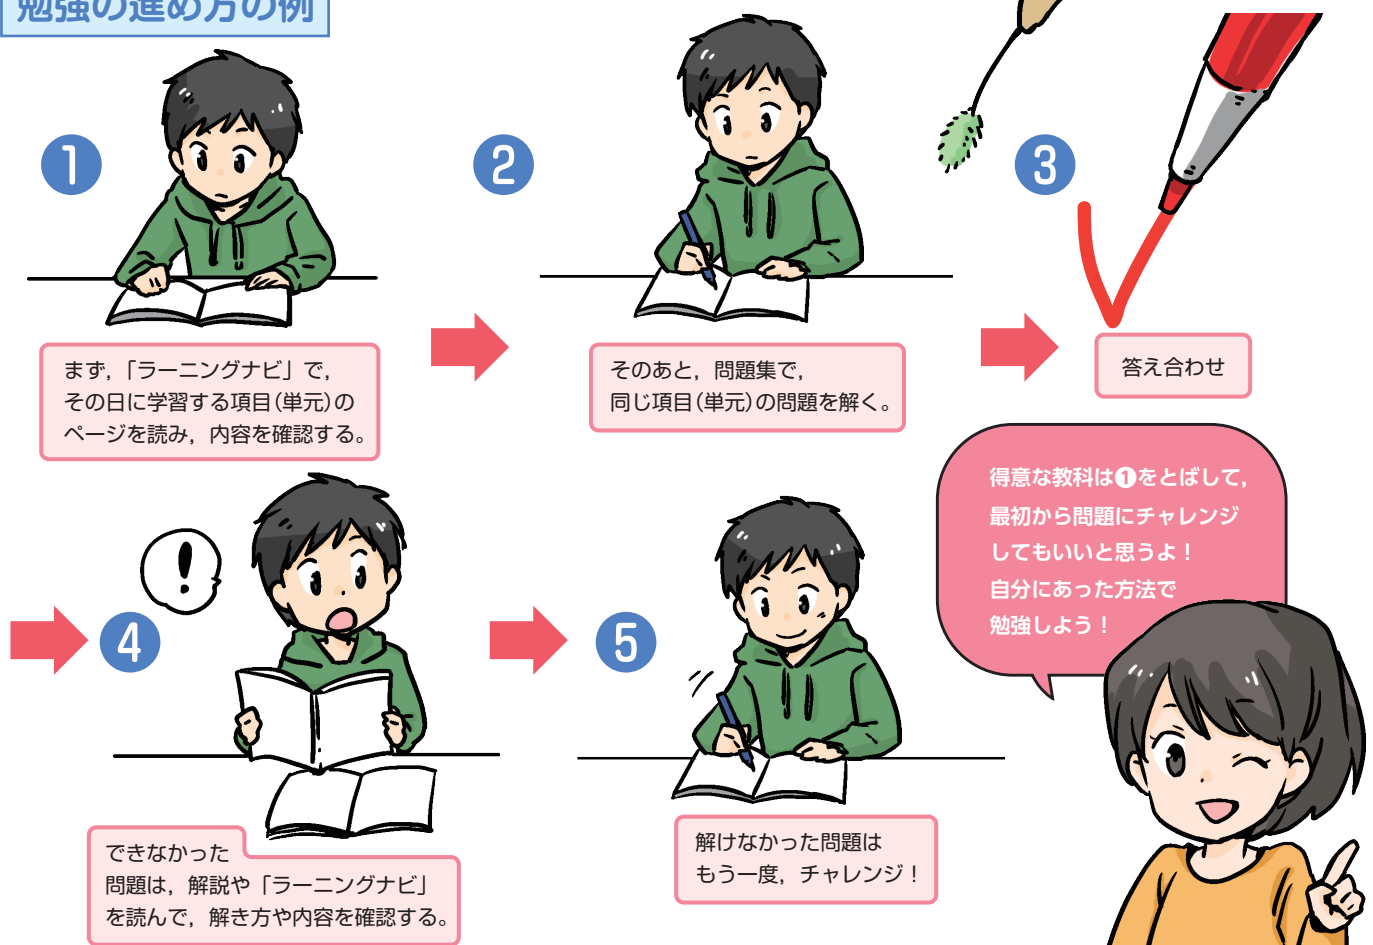 勉強の進め方の例
❶
まず，「ラーニングナビ」で，
その日に学習する項目(単元)の
ページを読み，内容を確認する。
❷
そのあと，問題集で，
同じ項目(単元)の問題を解く。
❸
答え合わせ
❹
！
できなかった
問題は，解説や「ラーニングナビ」
を読んで，解き方や内容を確認する。
❺
解けなかった問題は
もう一度，チャレンジ！
得意な教科は❶をとばして，
最初から問題にチャレンジ
してもいいと思うよ！
自分にあった方法で
勉強しよう！